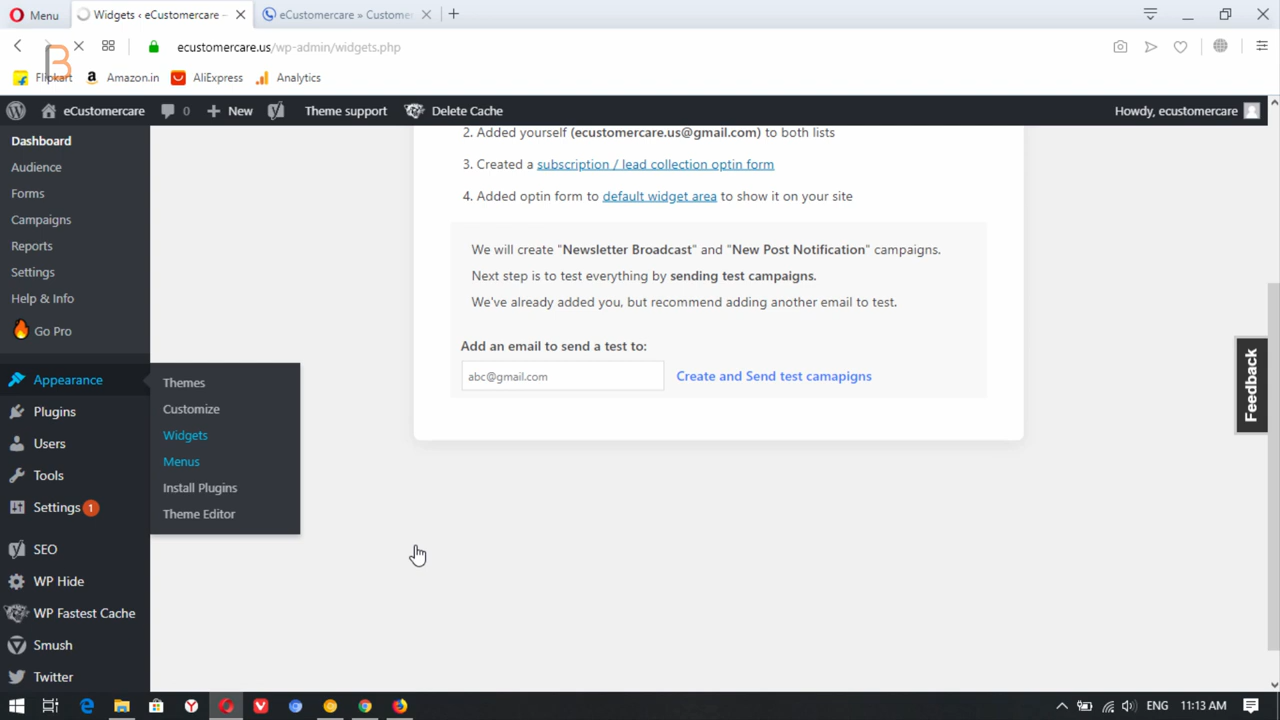 Menu
Widgets ‹ eCustomercare –
eCustomercare » Custome
ecustomercare.us/wp-admin/widgets.php
Flipkart
Amazon.in
AliExpress
Analytics
eCustomercare
0
New
Theme support
Delete Cache
Howdy, ecustomercare
Dashboard
Audience
Forms
Campaigns
Reports
Settings
Help & Info
Go Pro
Appearance
Plugins
Users
Tools
Settings 1
SEO
WP Hide
WP Fastest Cache
Smush
Twitter
Themes
Customize
Widgets
Menus
Install Plugins
Theme Editor
2. Added yourself (ecustomercare.us@gmail.com) to both lists
3. Created a subscription / lead collection optin form
4. Added optin form to default widget area to show it on your site
We will create "Newsletter Broadcast" and "New Post Notification" campaigns.
Next step is to test everything by sending test campaigns.
We've already added you, but recommend adding another email to test.
Add an email to send a test to:
abc@gmail.com
Create and Send test camapigns
Feedback
ENG
11:13 AM